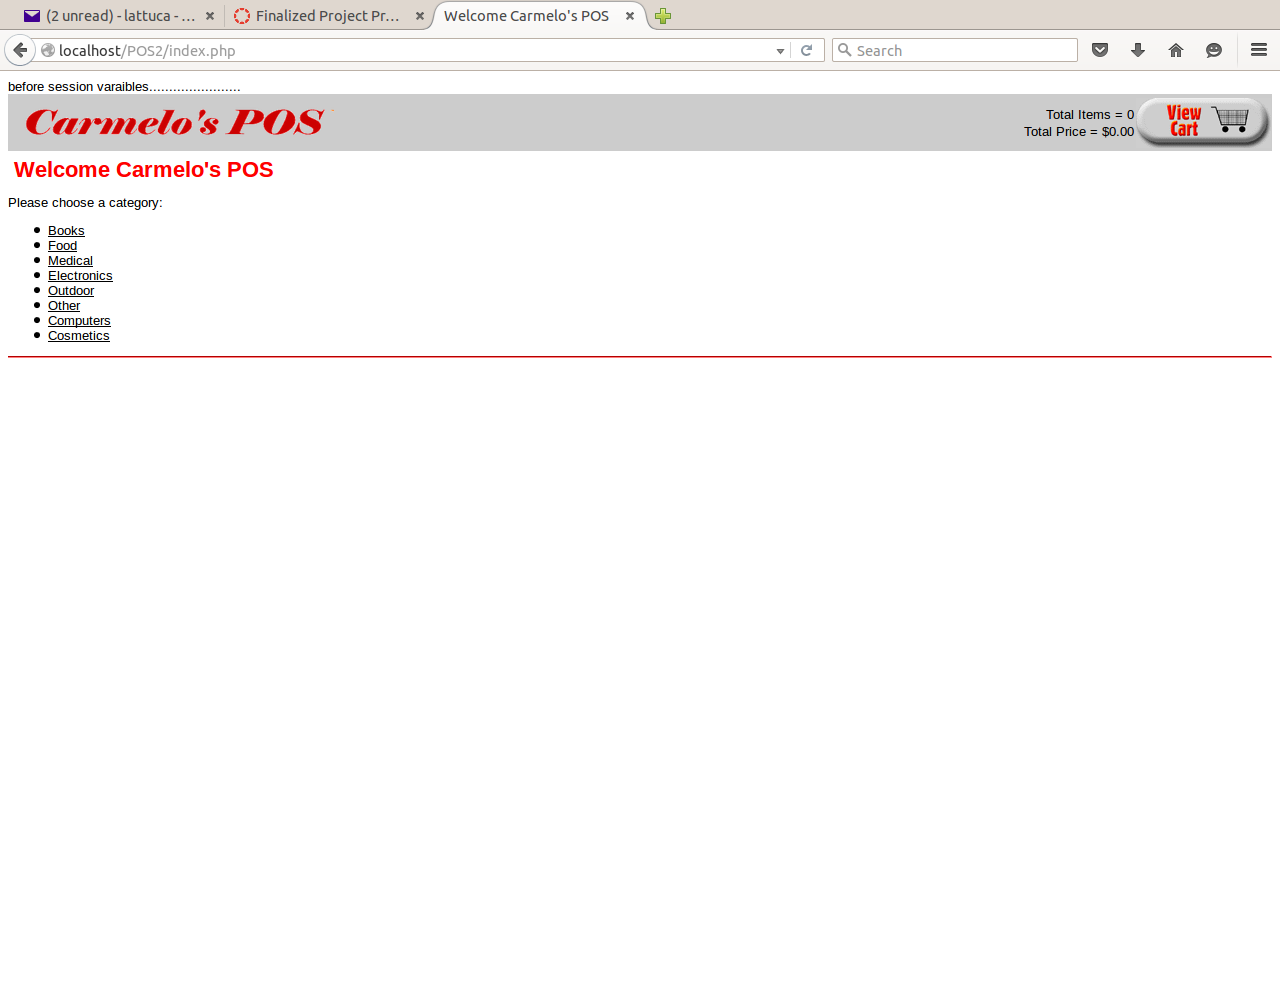 (2 unread) - lattuca - ...
Finalized Project Pr...
Welcome Carmelo's POS
localhost/POS2/index.php
Search
before session varaibles.......................
Carmelo's POS
Total Items = 0
Total Price = $0.00
View
Cart
Welcome Carmelo's POS
Please choose a category:
Books
Food
Medical
Electronics
Outdoor
Other
Computers
Cosmetics